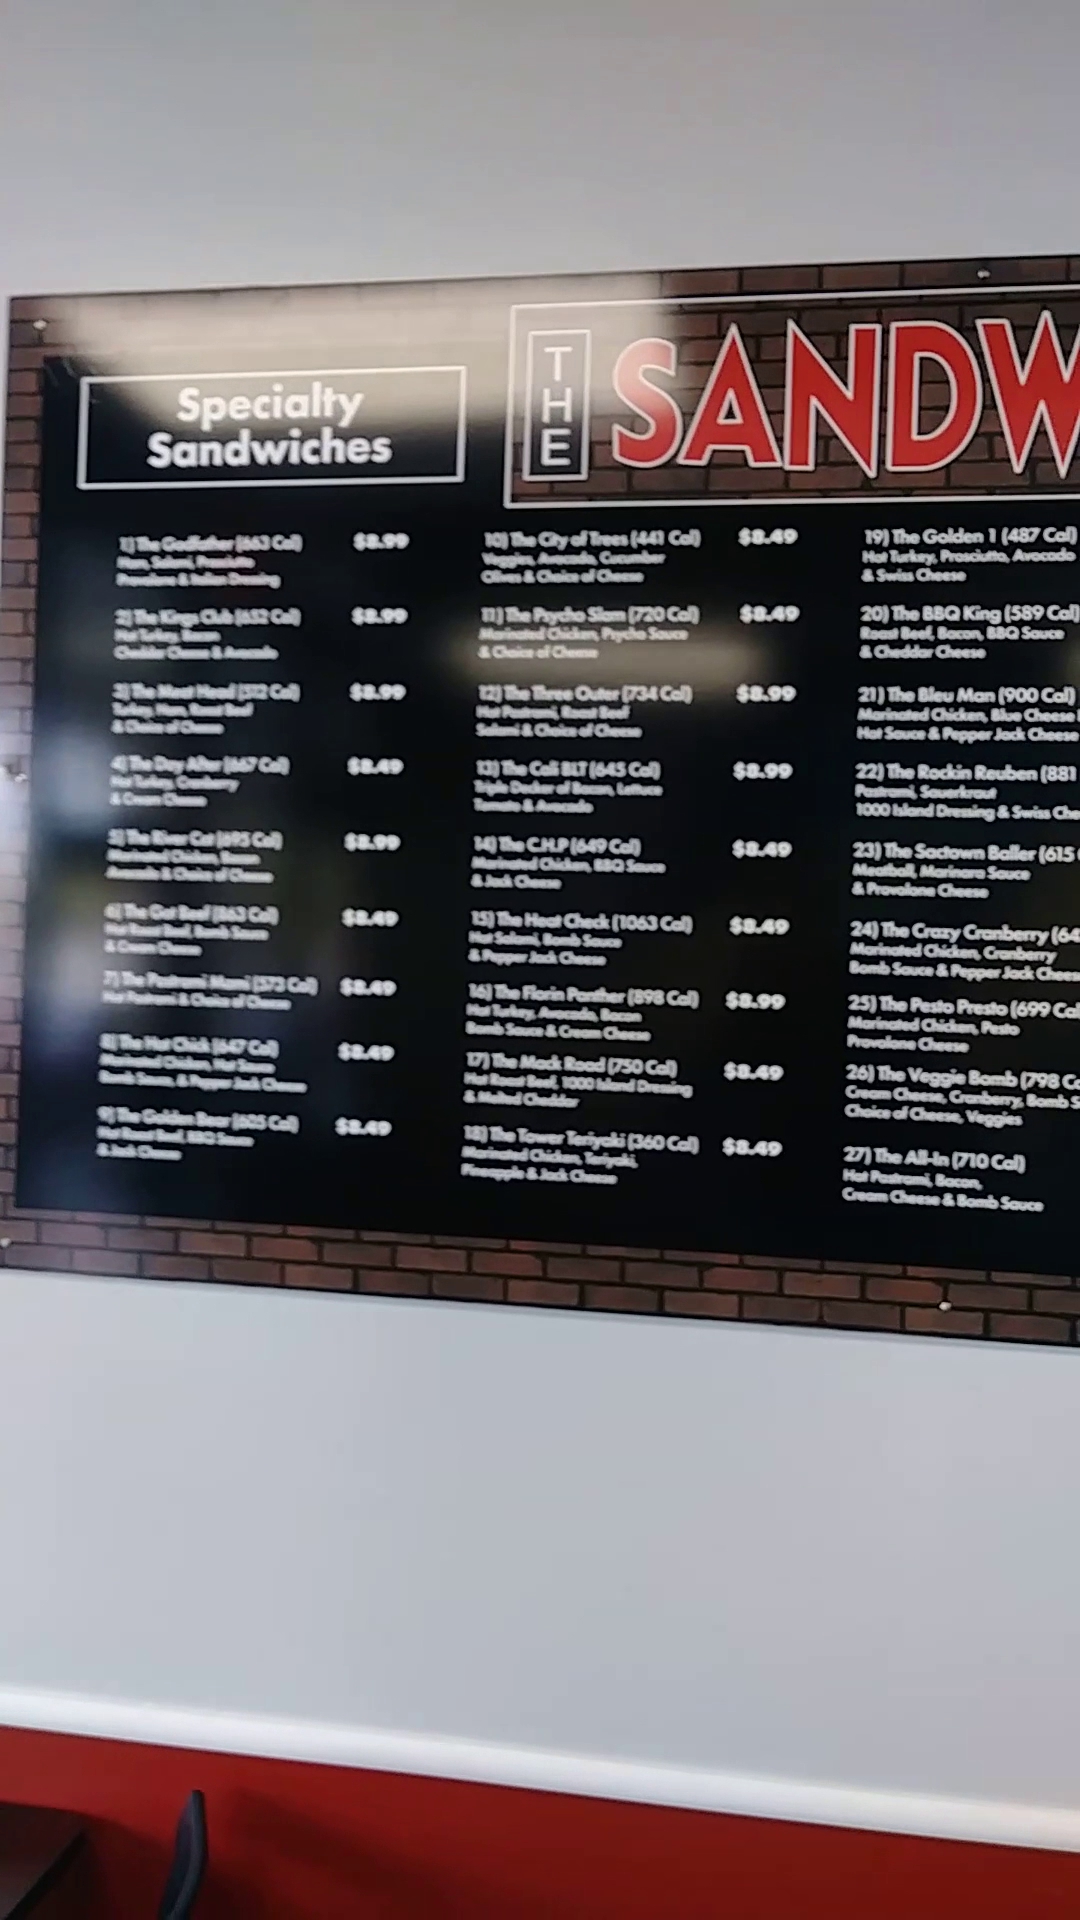 Specialty
Sandwiches
THE
SANDW
1) The Godfather (663 Cal) $8.99
Ham, Salami, Prosciutto
Provolone & Italian Dressing
2) The Kings Club (632 Cal) $8.99
Hot Turkey, Bacon
Cheddar Cheese & Avocado
3) The Meat Head (512 Cal) $8.99
Turkey, Ham, Roast Beef
& Choice of Cheese
4) The Day After (667 Cal) $8.49
Hot Turkey, Cranberry
& Cream Cheese
5) The River Cat (695 Cal) $8.99
Marinated Chicken, Bacon
Avocado & Choice of Cheese
6) The Got Beef (863 Cal) $8.49
Hot Roast Beef, Bomb Sauce
& Cream Cheese
7) The Pastrami Mami (573 Cal) $8.49
Hot Pastrami & Choice of Cheese
8) The Hot Chick (647 Cal) $8.49
Marinated Chicken, Hot Sauce
Bomb Sauce, & Pepper Jack Cheese
9) The Golden Bear (605 Cal) $8.49
Hot Roast Beef, BBQ Sauce
& Jack Cheese
10) The City of Trees (441 Cal) $8.49
Veggies, Avocado, Cucumber
Olives & Choice of Cheese
11) The Psycho Slam (720 Cal) $8.49
Marinated Chicken, Psycho Sauce
& Choice of Cheese
12) The Three Outer (734 Cal) $8.99
Hot Pastrami, Roast Beef
Salami & Choice of Cheese
13) The Cali BLT (645 Cal) $8.99
Triple Decker of Bacon, Lettuce
Tomato & Avocado
14) The C.H.P (649 Cal) $8.49
Marinated Chicken, BBQ Sauce
& Jack Cheese
15) The Heat Check (1063 Cal) $8.49
Hot Salami, Bomb Sauce
& Pepper Jack Cheese
16) The Florin Panther (898 Cal) $8.99
Hot Turkey, Avocado, Bacon
Bomb Sauce & Cream Cheese
17) The Mack Road (750 Cal) $8.49
Hot Roast Beef, 1000 Island Dressing
& Melted Cheddar
18) The Tower Teriyaki (360 Cal) $8.49
Marinated Chicken, Teriyaki,
Pineapple & Jack Cheese
19) The Golden 1 (487 Cal)
Hot Turkey, Prosciutto, Avocado
& Swiss Cheese
20) The BBQ King (589 Cal)
Roast Beef, Bacon, BBQ Sauce
& Cheddar Cheese
21) The Bleu Man (900 Cal)
Marinated Chicken, Blue Cheese
Hot Sauce & Pepper Jack Cheese
22) The Rockin Reuben (881
Pastrami, Sauerkraut
1000 Island Dressing & Swiss Che
23) The Sactown Baller (615
Meatball, Marinara Sauce
& Provolone Cheese
24) The Crazy Cranberry (64
Marinated Chicken, Cranberry
Bomb Sauce & Pepper Jack Cheese
25) The Pesto Presto (699 Cal
Marinated Chicken, Pesto
Provolone Cheese
26) The Veggie Bomb (798 Ca
Cream Cheese, Cranberry, Bomb S
Choice of Cheese, Veggies
27) The All-In (710 Cal)
Hot Pastrami, Bacon,
Cream Cheese & Bomb Sauce